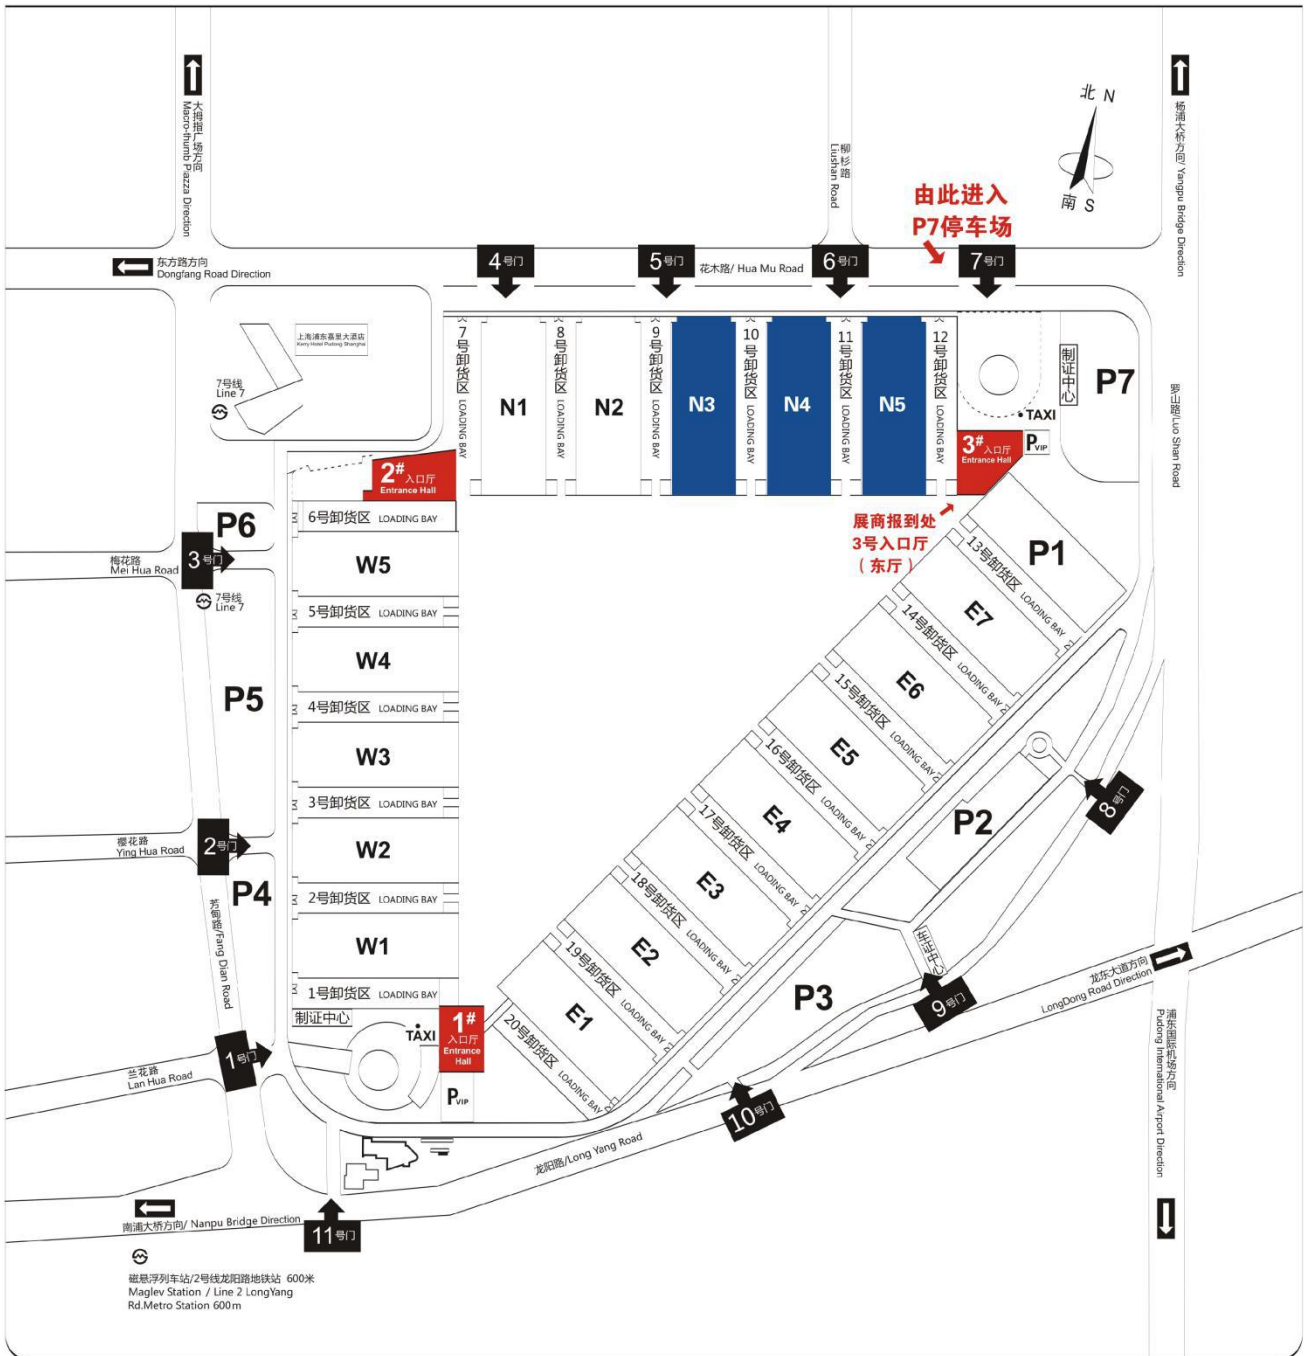 北 N
南 S
大拇指广场方向
Macro-thumb Plazza Direction
柳杉路
Liushan Road
杨浦大桥方向/ Yangpu Bridge Direction
由此进入
P7停车场
东方路方向
Dongfang Road Direction
4号门
5号门
花木路/ Hua Mu Road
6号门
7号门
上海浦东嘉里大酒店
Kerry Hotel Pudong Shanghai
7号线
Line 7
7号卸货区 LOADING BAY
N1
8号卸货区 LOADING BAY
N2
9号卸货区 LOADING BAY
N3
10号卸货区 LOADING BAY
N4
11号卸货区 LOADING BAY
N5
12号卸货区 LOADING BAY
制证中心
P7
TAXI
PVIP
3#入口厅
Entrance Hall
2#入口厅
Entrance Hall
展商报到处
3号入口厅
（东厅）
P1
P6
6号卸货区 LOADING BAY
3号门
梅花路
Mei Hua Road
7号线
Line 7
W5
5号卸货区 LOADING BAY
W4
P5
4号卸货区 LOADING BAY
W3
3号卸货区 LOADING BAY
W2
2号门
樱花路
Ying Hua Road
P4
2号卸货区 LOADING BAY
W1
1号卸货区 LOADING BAY
制证中心
/Fang Dian Road
/Luo Shan Road
13号卸货区 LOADING BAY
E7
14号卸货区 LOADING BAY
E6
15号卸货区 LOADING BAY
E5
16号卸货区 LOADING BAY
E4
17号卸货区 LOADING BAY
E3
18号卸货区 LOADING BAY
E2
19号卸货区 LOADING BAY
E1
20号卸货区 LOADING BAY
P2
8号门
P3
9号门
龙东大道方向
LongDong Road Direction
浦东国际机场方向
Pudong International Airport Direction
TAXI
1#
入口厅
Entrance
Hall
PVIP
1号门
兰花路
Lan Hua Road
10号门
龙阳路/Long Yang Road
南浦大桥方向/ Nanpu Bridge Direction
11号门
磁悬浮列车站/2号线龙阳路地铁站 600米
Maglev Station / Line 2 LongYang
Rd.Metro Station 600m